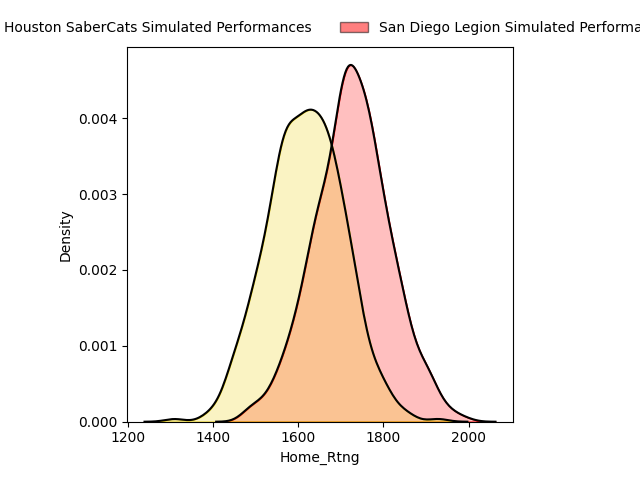 Houston SaberCats Simulated Performances
San Diego Legion Simulated Performa
0.004
0.003
0.002
0.001
0.000
Density
1200 1400 1600 1800 2000
Home_Rtng